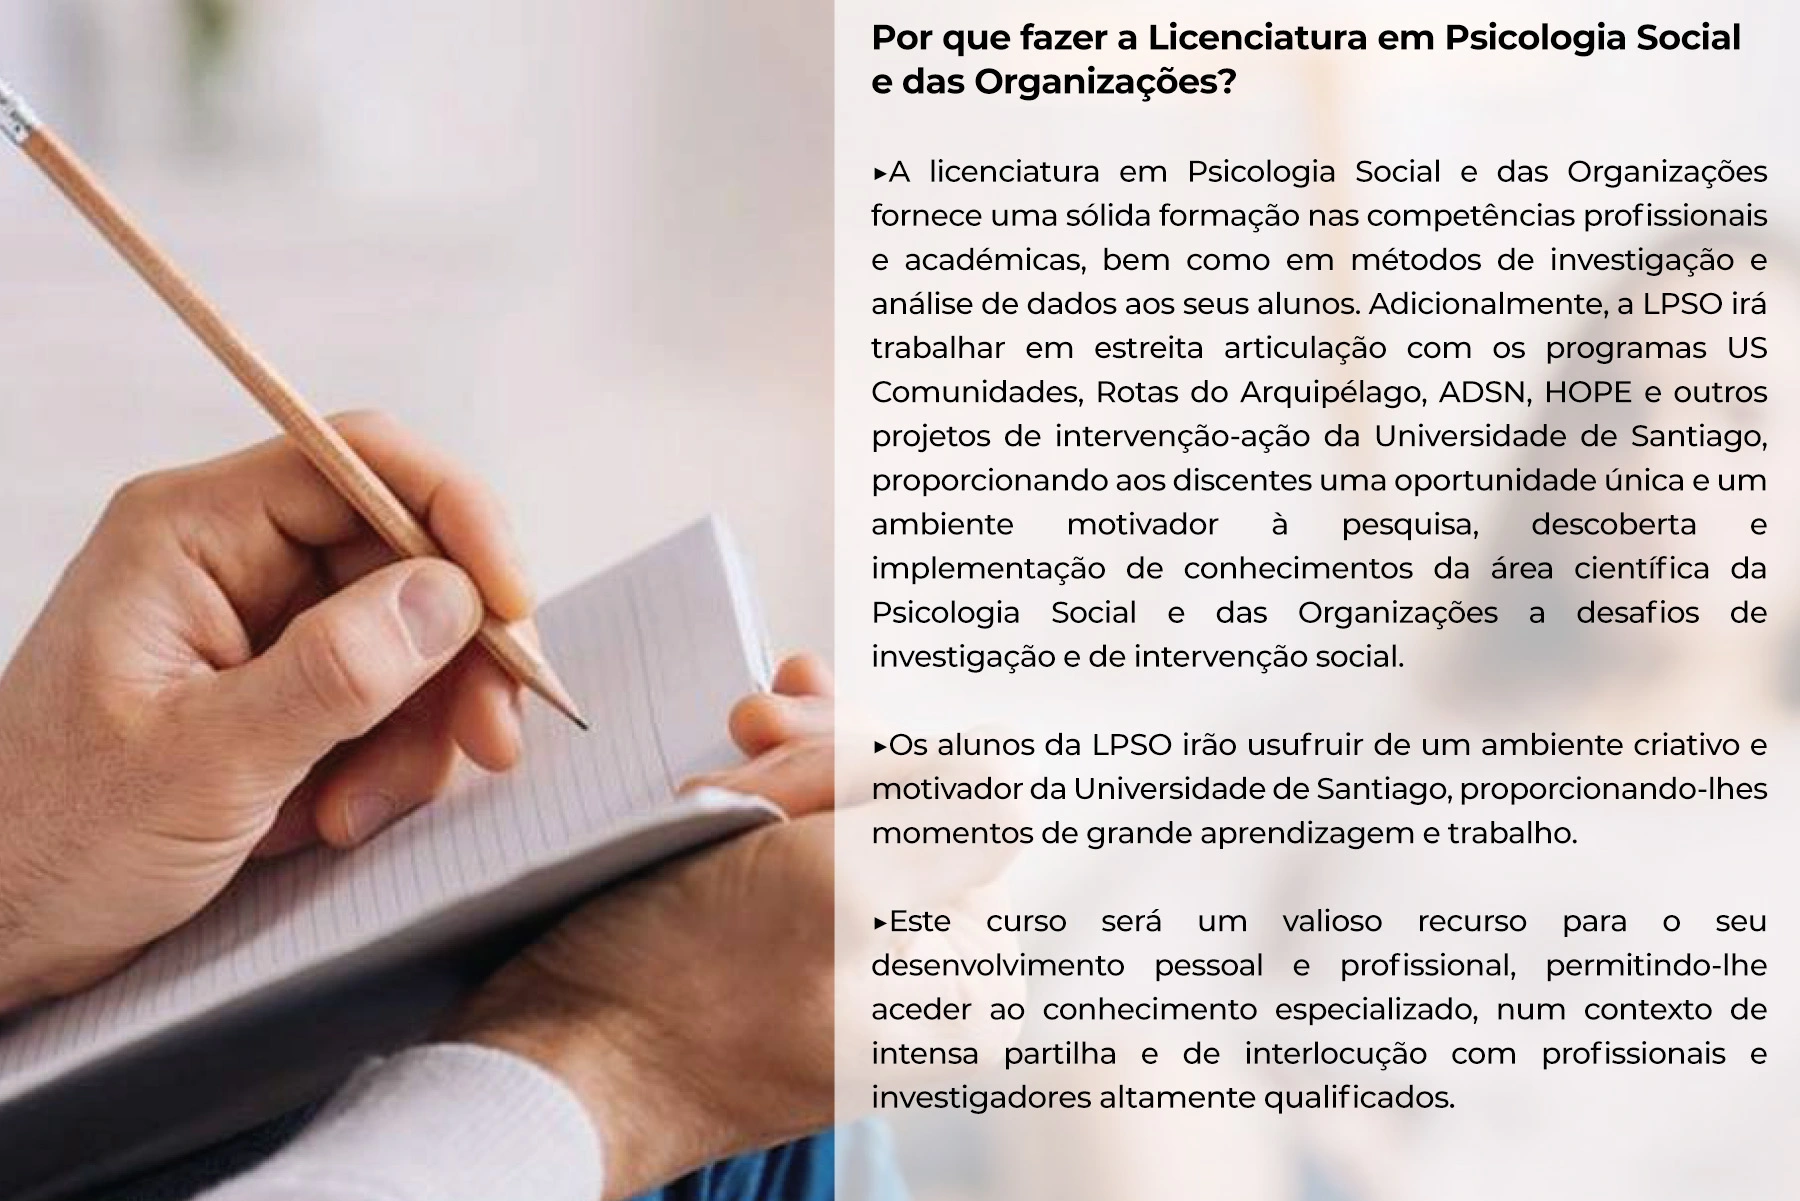 Por que fazer a Licenciatura em Psicologia Social
e das Organizações?
▸A licenciatura em Psicologia Social e das Organizações
fornece uma sólida formação nas competências profissionais
e académicas, bem como em métodos de investigação e
análise de dados aos seus alunos. Adicionalmente, a LPSO irá
trabalhar em estreita articulação com os programas US
Comunidades, Rotas do Arquipélago, ADSN, HOPE e outros
projetos de intervenção-ação da Universidade de Santiago,
proporcionando aos discentes uma oportunidade única e um
ambiente motivador à pesquisa, descoberta e
implementação de conhecimentos da área científica da
Psicologia Social e das Organizações a desafios de
investigação e de intervenção social.
▸Os alunos da LPSO irão usufruir de um ambiente criativo e
motivador da Universidade de Santiago, proporcionando-lhes
momentos de grande aprendizagem e trabalho.
▸Este curso será um valioso recurso para o seu
desenvolvimento pessoal e profissional, permitindo-lhe
aceder ao conhecimento especializado, num contexto de
intensa partilha e de interlocução com profissionais e
investigadores altamente qualificados.